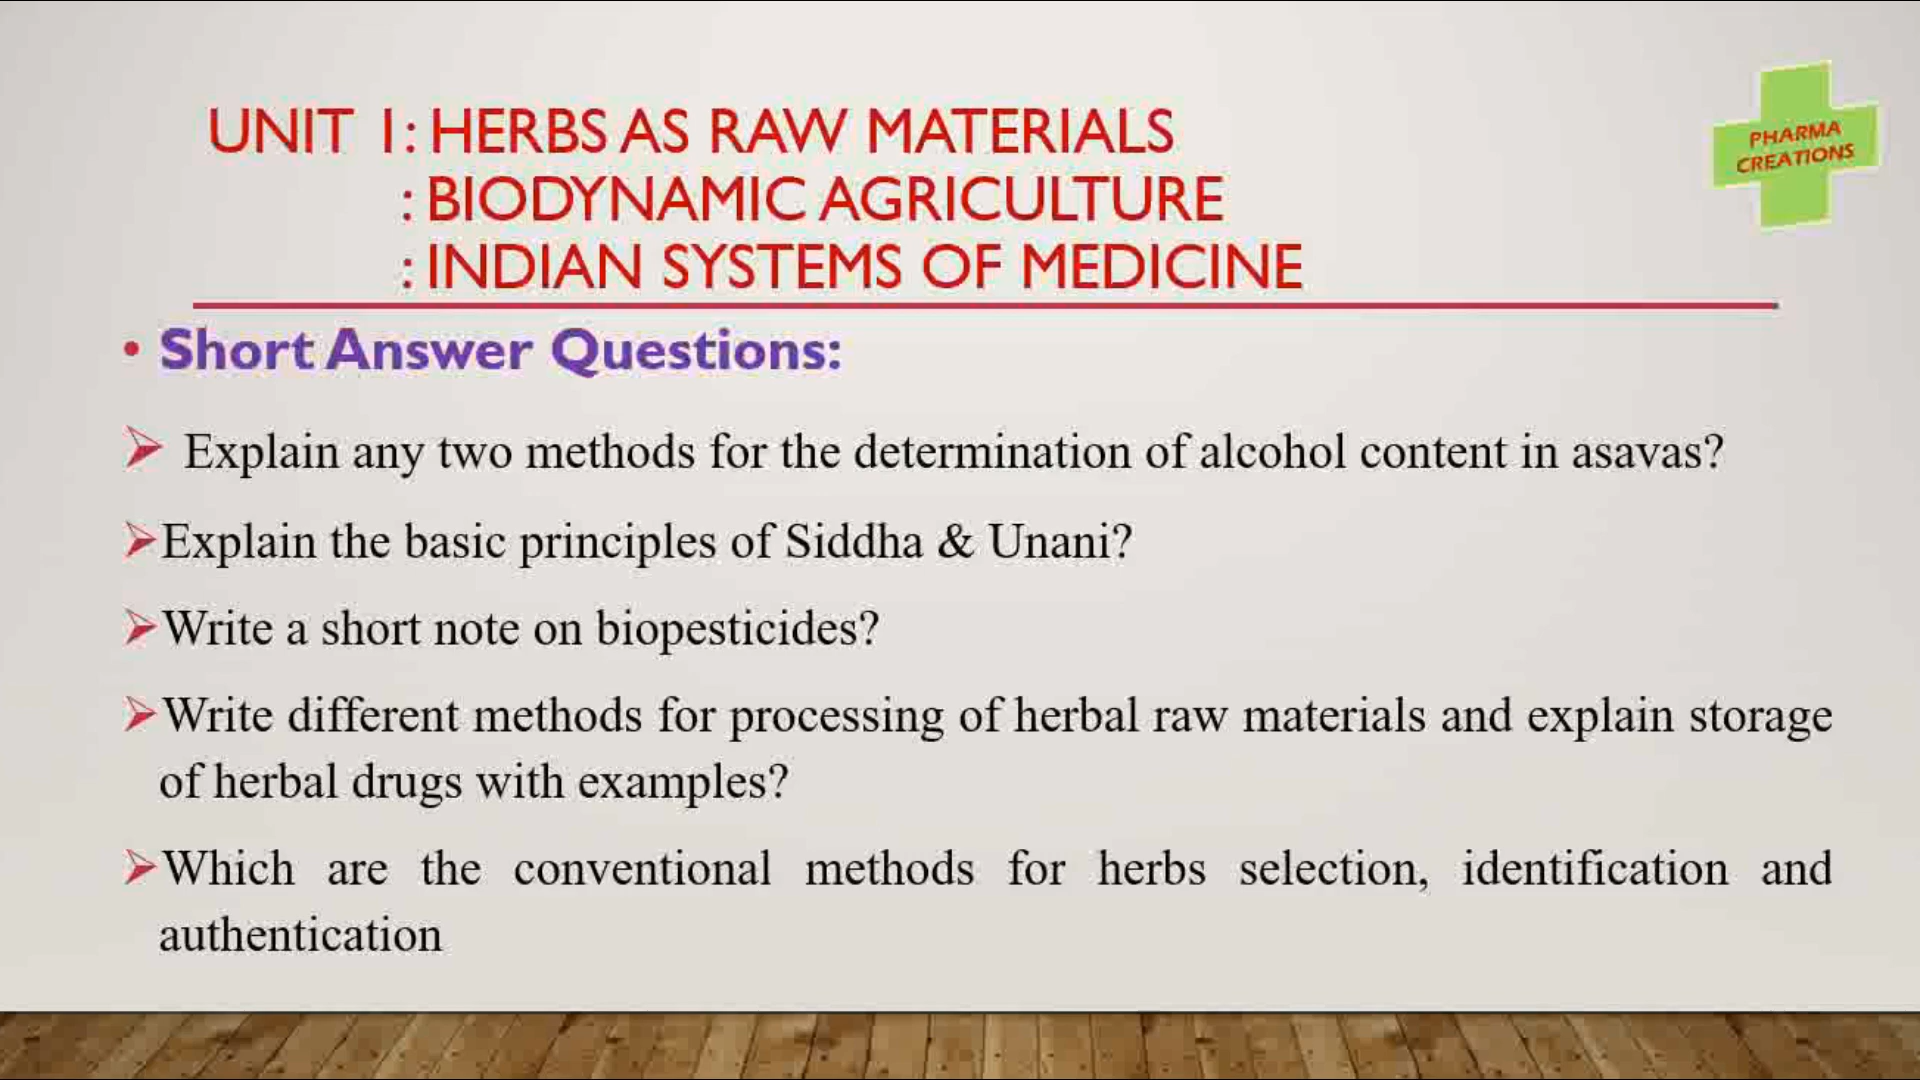 UNIT 1: HERBS AS RAW MATERIALS
: BIODYNAMIC AGRICULTURE
: INDIAN SYSTEMS OF MEDICINE
PHARMA
CREATIONS
• Short Answer Questions:
➢ Explain any two methods for the determination of alcohol content in asavas?
➢Explain the basic principles of Siddha & Unani?
➢Write a short note on biopesticides?
➢Write different methods for processing of herbal raw materials and explain storage
of herbal drugs with examples?
➢Which are the conventional methods for herbs selection, identification and
authentication